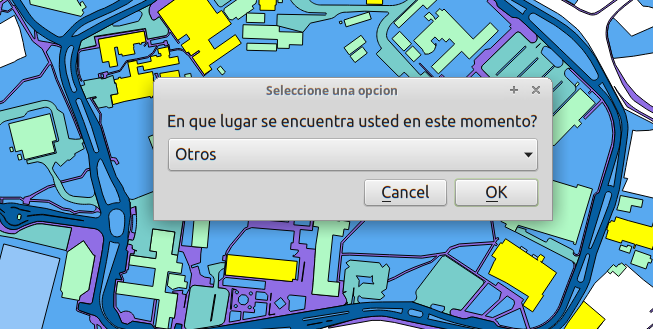 Seleccione una opcion
En que lugar se encuentra usted en este momento?
Otros
Cancel
OK